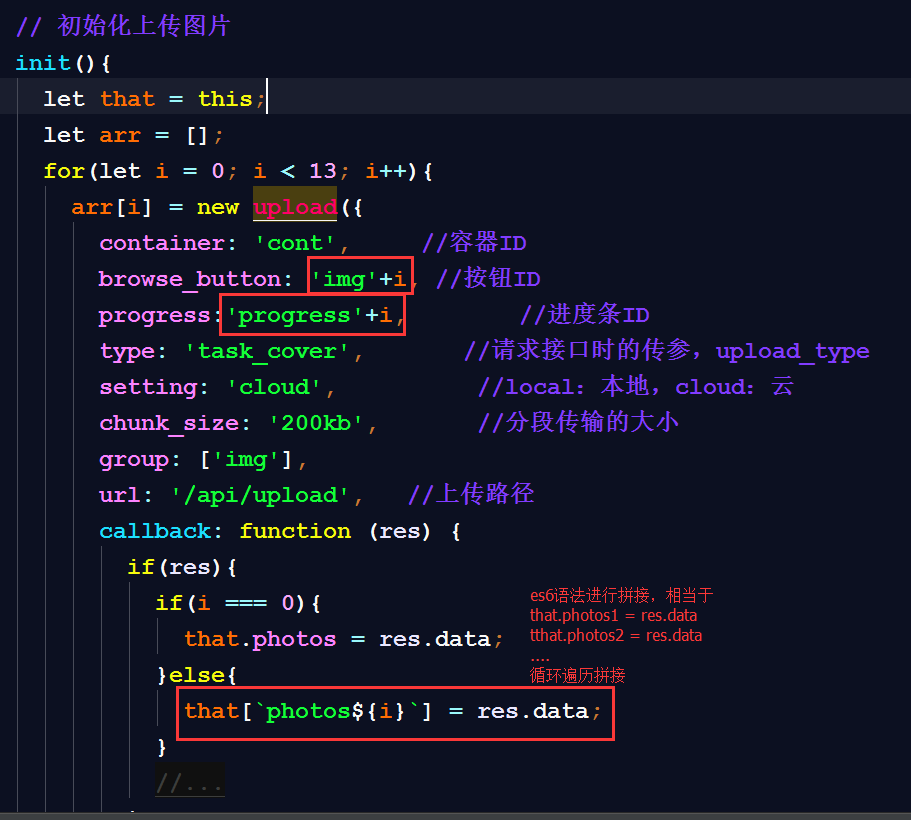 // 初始化上传图片
init(){
let that = this;
let arr = [];
for(let i = 0; i < 13; i++){
arr[i] = new upload({
container: 'cont', //容器ID
browse_button: 'img'+i, //按钮ID
progress:'progress'+i, //进度条ID
type: 'task_cover', //请求接口时的传参，upload_type
setting: 'cloud', //local：本地，cloud：云
chunk_size: '200kb', //分段传输的大小
group: ['img'],
url: '/api/upload', //上传路径
callback: function (res) {
if(res){
if(i === 0){
that.photos = res.data;
}else{
that[`photos${i}`] = res.data;
}
//...
es6语法进行拼接，相当于
that.photos1 = res.data
tthat.photos2 = res.data
....
循环遍历拼接